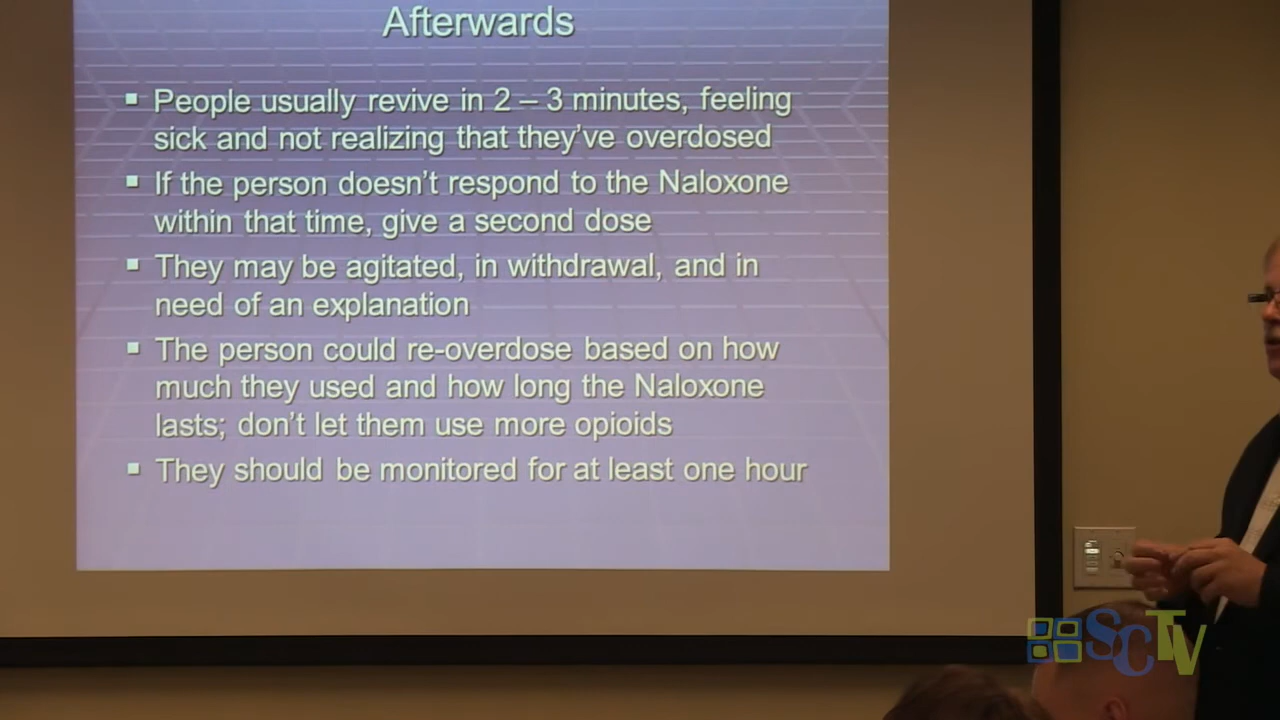 Afterwards
▪ People usually revive in 2 – 3 minutes, feeling
sick and not realizing that they've overdosed
▪ If the person doesn't respond to the Naloxone
within that time, give a second dose
▪ They may be agitated, in withdrawal, and in
need of an explanation
▪ The person could re-overdose based on how
much they used and how long the Naloxone
lasts; don't let them use more opioids
▪ They should be monitored for at least one hour
SCTV